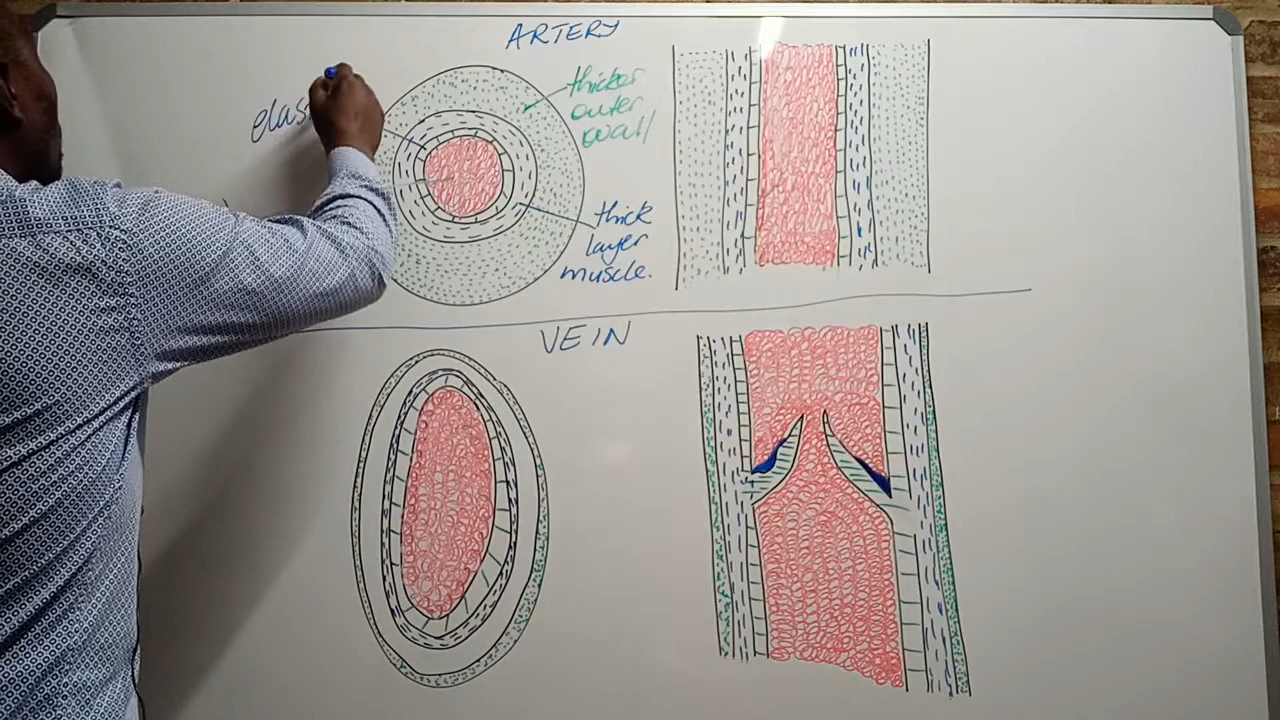 ARTERY
thicker
outer
wall
elas
thick
layer
muscle.
VEIN